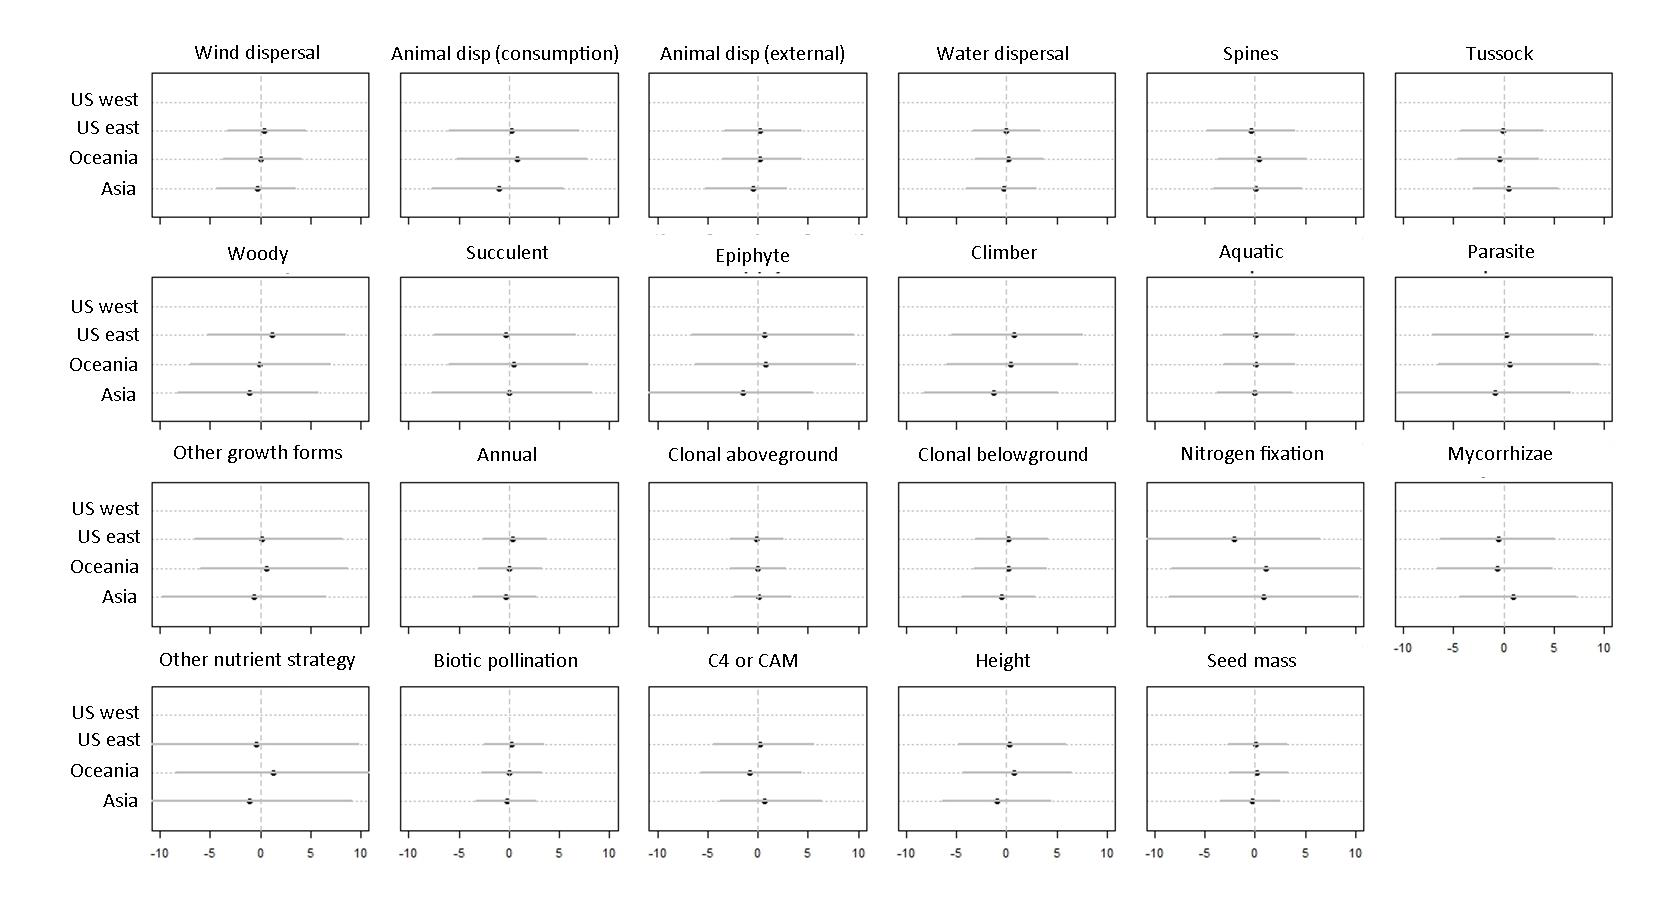 Wind dispersal Animal disp (consumption) Animal disp (external) Water dispersal Spines Tussock
US west
US east
Oceania
Asia
Woody Succulent Epiphyte Climber Aquatic Parasite
US west
US east
Oceania
Asia
Other growth forms Annual Clonal aboveground Clonal belowground Nitrogen fixation Mycorrhizae
US west
US east
Oceania
Asia
-10 -5 0 5 10
Other nutrient strategy Biotic pollination C4 or CAM Height Seed mass
US west
US east
Oceania
Asia
-10 -5 0 5 10 -10 -5 0 5 10 -10 -5 0 5 10 -10 -5 0 5 10 -10 -5 0 5 10